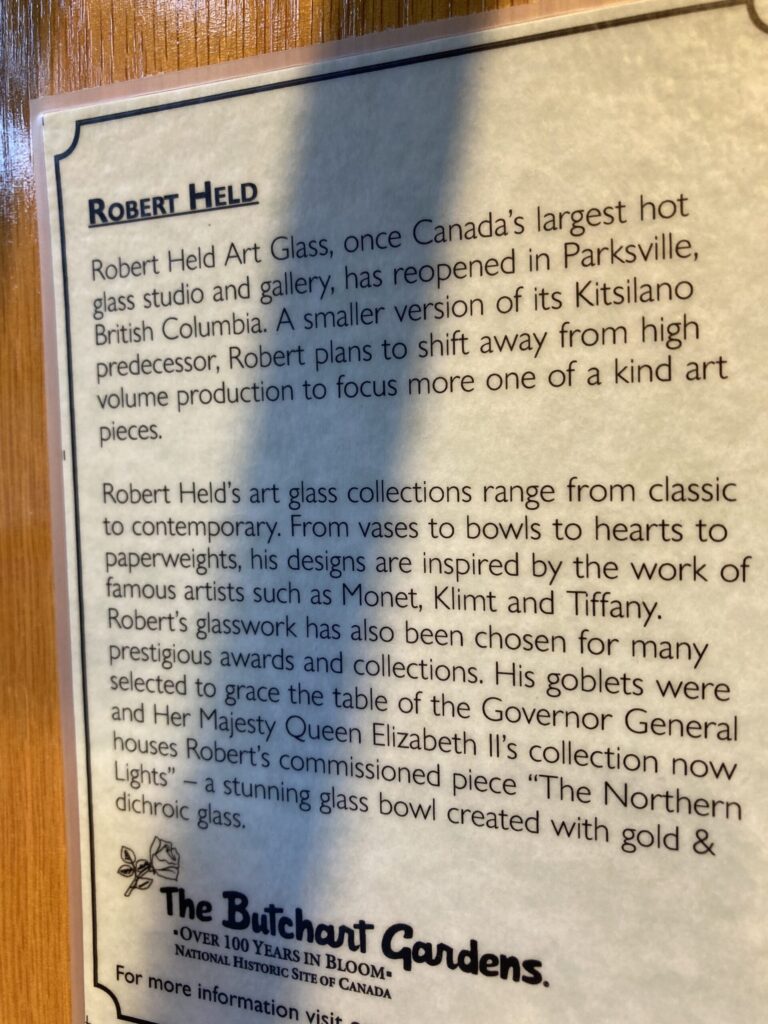 ROBERT HELD
Robert Held Art Glass, once Canada's largest hot
glass studio and gallery, has reopened in Parksville,
British Columbia. A smaller version of its Kitsilano
predecessor, Robert plans to shift away from high
volume production to focus more one of a kind art
pieces.
Robert Held's art glass collections range from classic
to contemporary. From vases to bowls to hearts to
paperweights, his designs are inspired by the work of
famous artists such as Monet, Klimt and Tiffany.
Robert's glasswork has also been chosen for many
prestigious awards and collections. His goblets were
selected to grace the table of the Governor General
and Her Majesty Queen Elizabeth II's collection now
houses Robert's commissioned piece “The Northern
Lights” – a stunning glass bowl created with gold &
dichroic glass.
The Butchart Gardens.
•OVER 100 YEARS IN BLOOM•
NATIONAL HISTORIC SITE OF CANADA
For more information visit